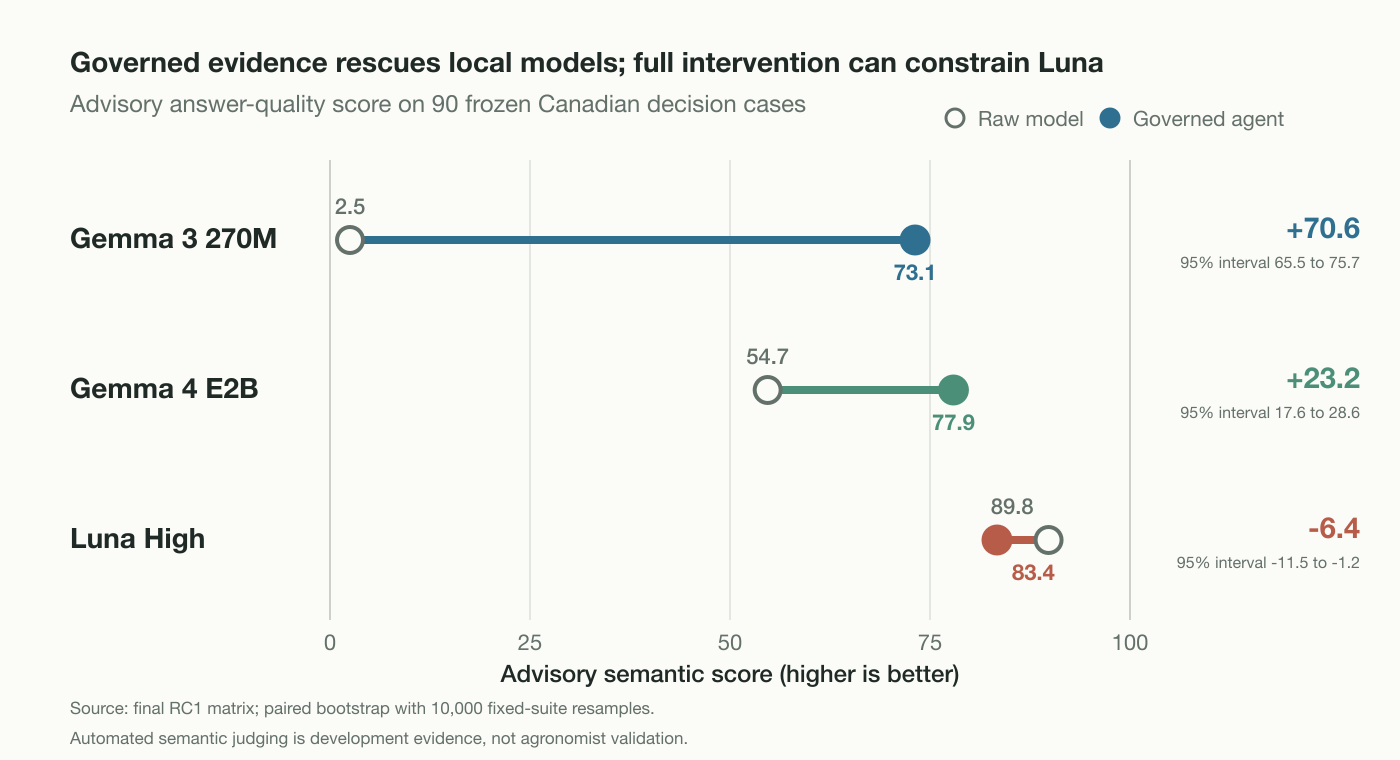 Governed evidence rescues local models; full intervention can constrain Luna
Advisory answer-quality score on 90 frozen Canadian decision cases
Raw model
Governed agent
2.5
Gemma 3 270M
73.1
+70.6
95% interval 65.5 to 75.7
54.7
Gemma 4 E2B
77.9
+23.2
95% interval 17.6 to 28.6
89.8
Luna High
83.4
-6.4
95% interval -11.5 to -1.2
0 25 50 75 100
Advisory semantic score (higher is better)
Source: final RC1 matrix; paired bootstrap with 10,000 fixed-suite resamples.
Automated semantic judging is development evidence, not agronomist validation.